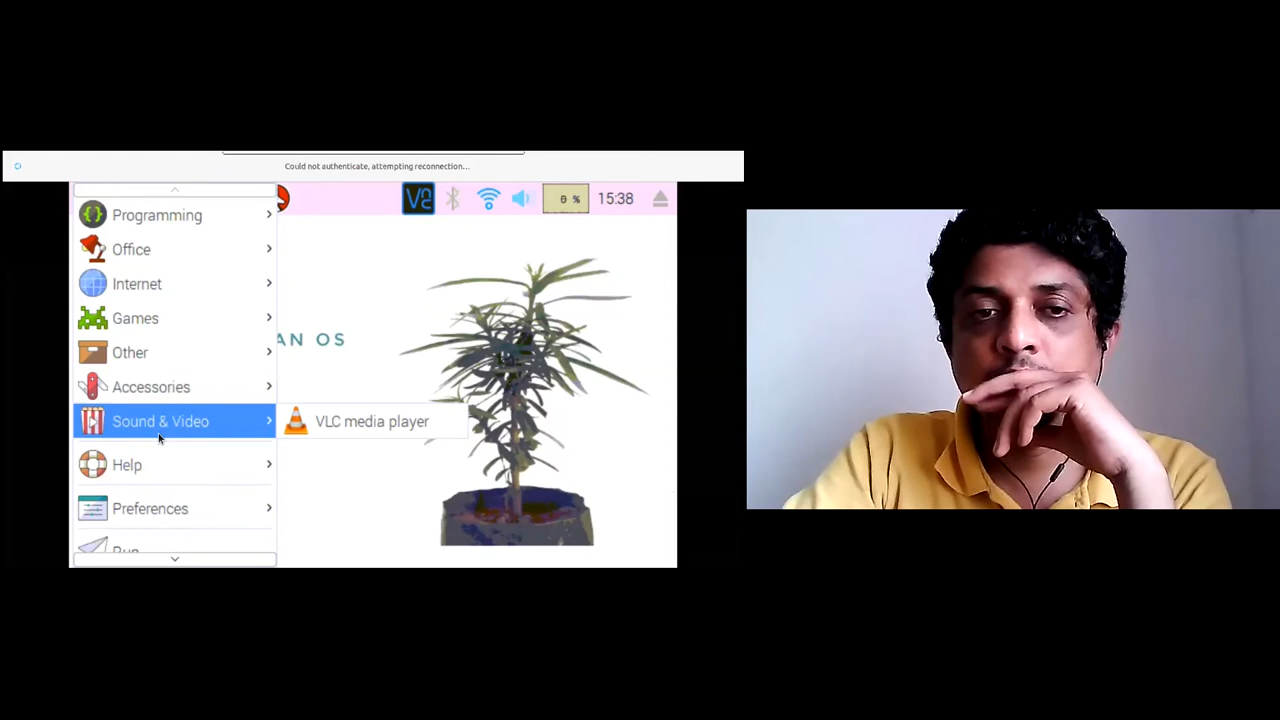 Could not authenticate, attempting reconnection...
0 %
15:38
Programming
Office
Internet
Games
Other
Accessories
Sound & Video
VLC media player
Help
Preferences
Run
AN OS